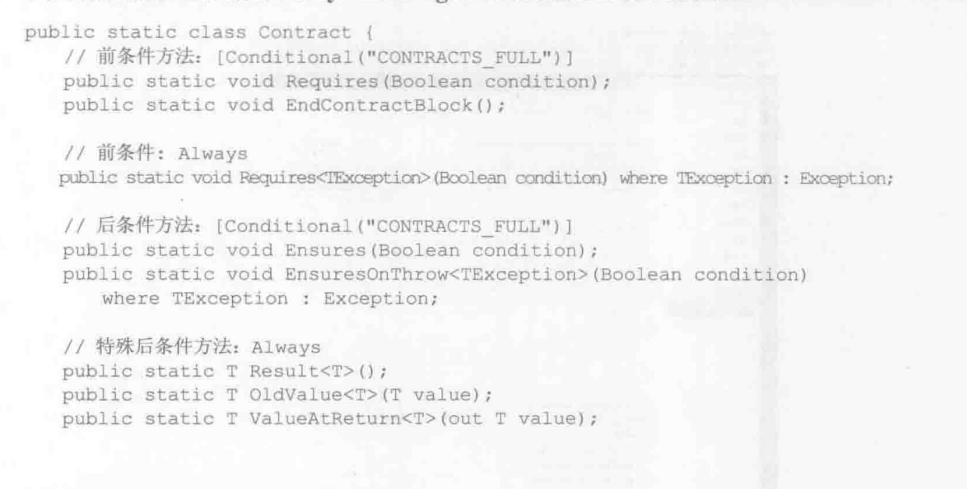 public static class Contract {
// 前条件方法: [Conditional("CONTRACTS_FULL")]
public static void Requires(Boolean condition);
public static void EndContractBlock();
// 前条件: Always
public static void Requires<TException>(Boolean condition) where TException : Exception;
// 后条件方法: [Conditional("CONTRACTS_FULL")]
public static void Ensures(Boolean condition);
public static void EnsuresOnThrow<TException>(Boolean condition)
where TException : Exception;
// 特殊后条件方法: Always
public static T Result<T>();
public static T OldValue<T>(T value);
public static T ValueAtReturn<T>(out T value);